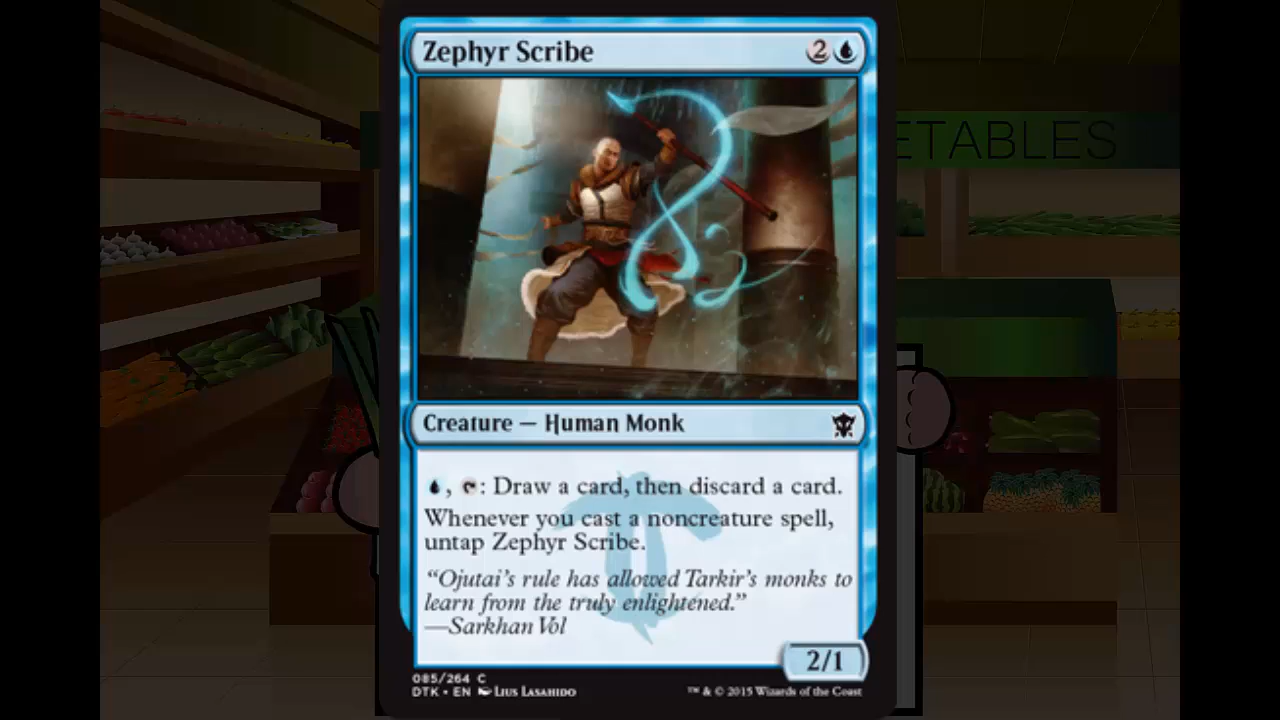 Zephyr Scribe 2
ETABLES
Creature — Human Monk
, : Draw a card, then discard a card.
Whenever you cast a noncreature spell,
untap Zephyr Scribe.
“Ojutai’s rule has allowed Tarkir’s monks to
learn from the truly enlightened.”
—Sarkhan Vol
2/1
085/264 C
DTK • EN Lius Lasahido
™ & © 2015 Wizards of the Coast